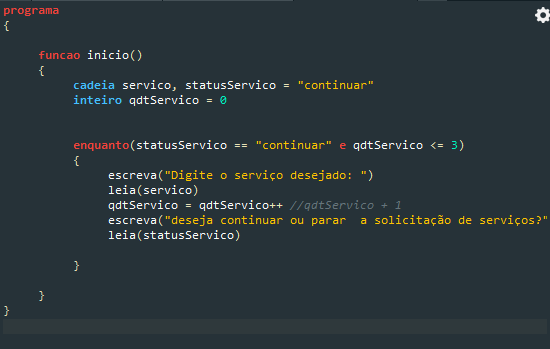 programa
{
funcao inicio()
{
cadeia servico, statusServico = "continuar"
inteiro qdtServico = 0
enquanto(statusServico == "continuar" e qdtServico <= 3)
{
escreva("Digite o serviço desejado: ")
leia(servico)
qdtServico = qdtServico++ //qdtServico + 1
escreva("deseja continuar ou parar  a solicitação de serviços?"
leia(statusServico)
}
}
}